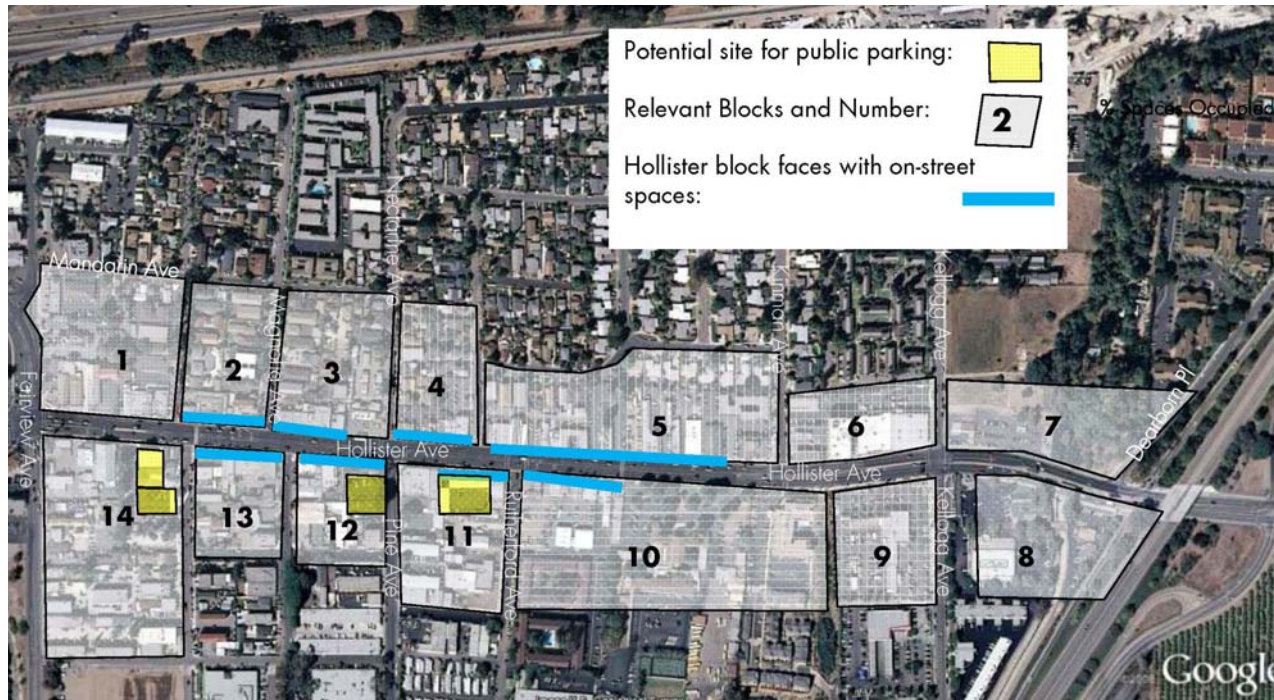 Potential site for public parking:
Relevant Blocks and Number:
2
% Spaces Occupied
Hollister block faces with on-street
spaces:
Mandarin Ave
Magnolia Ave
Nectarine Ave
Kinman Ave
Kellogg Ave
Dearborn Pl
Fairview Ave
1
2
3
4
5
6
7
Hollister Ave
Hollister Ave
14
13
12
11
10
9
8
Pine Ave
Rutherford Ave
Kellogg Ave
Google